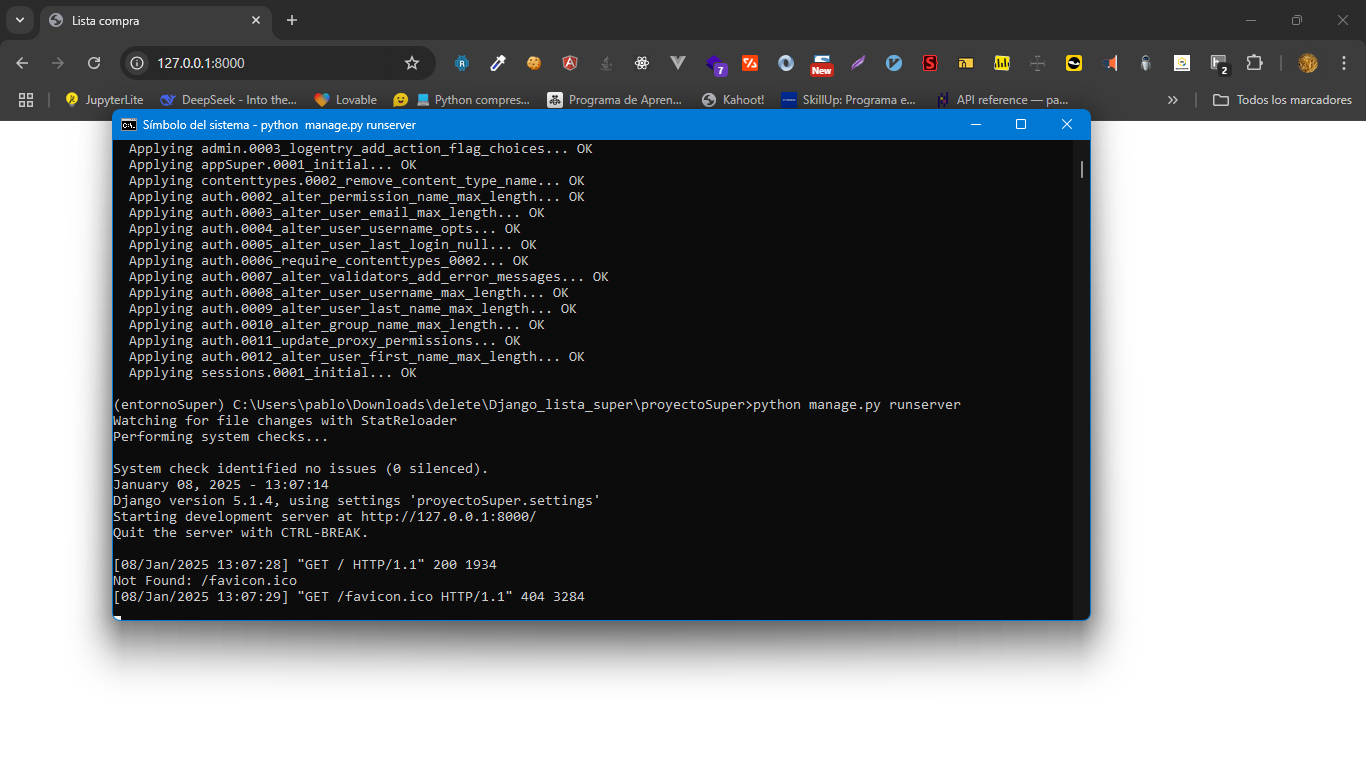 Lista compra
127.0.0.1:8000
7
New
2
JupyterLite
DeepSeek - Into the...
Lovable
Python compres...
Programa de Apren...
Kahoot!
SkillUp: Programa e...
API reference — pa...
»
Todos los marcadores
Símbolo del sistema - python manage.py runserver
Applying admin.0003_logentry_add_action_flag_choices... OK
Applying appSuper.0001_initial... OK
Applying contenttypes.0002_remove_content_type_name... OK
Applying auth.0002_alter_permission_name_max_length... OK
Applying auth.0003_alter_user_email_max_length... OK
Applying auth.0004_alter_user_username_opts... OK
Applying auth.0005_alter_user_last_login_null... OK
Applying auth.0006_require_contenttypes_0002... OK
Applying auth.0007_alter_validators_add_error_messages... OK
Applying auth.0008_alter_user_username_max_length... OK
Applying auth.0009_alter_user_last_name_max_length... OK
Applying auth.0010_alter_group_name_max_length... OK
Applying auth.0011_update_proxy_permissions... OK
Applying auth.0012_alter_user_first_name_max_length... OK
Applying sessions.0001_initial... OK
(entornoSuper) C:\Users\pablo\Downloads\delete\Django_lista_super\proyectoSuper>python manage.py runserver
Watching for file changes with StatReloader
Performing system checks...
System check identified no issues (0 silenced).
January 08, 2025 - 13:07:14
Django version 5.1.4, using settings 'proyectoSuper.settings'
Starting development server at http://127.0.0.1:8000/
Quit the server with CTRL-BREAK.
[08/Jan/2025 13:07:28] "GET / HTTP/1.1" 200 1934
Not Found: /favicon.ico
[08/Jan/2025 13:07:29] "GET /favicon.ico HTTP/1.1" 404 3284